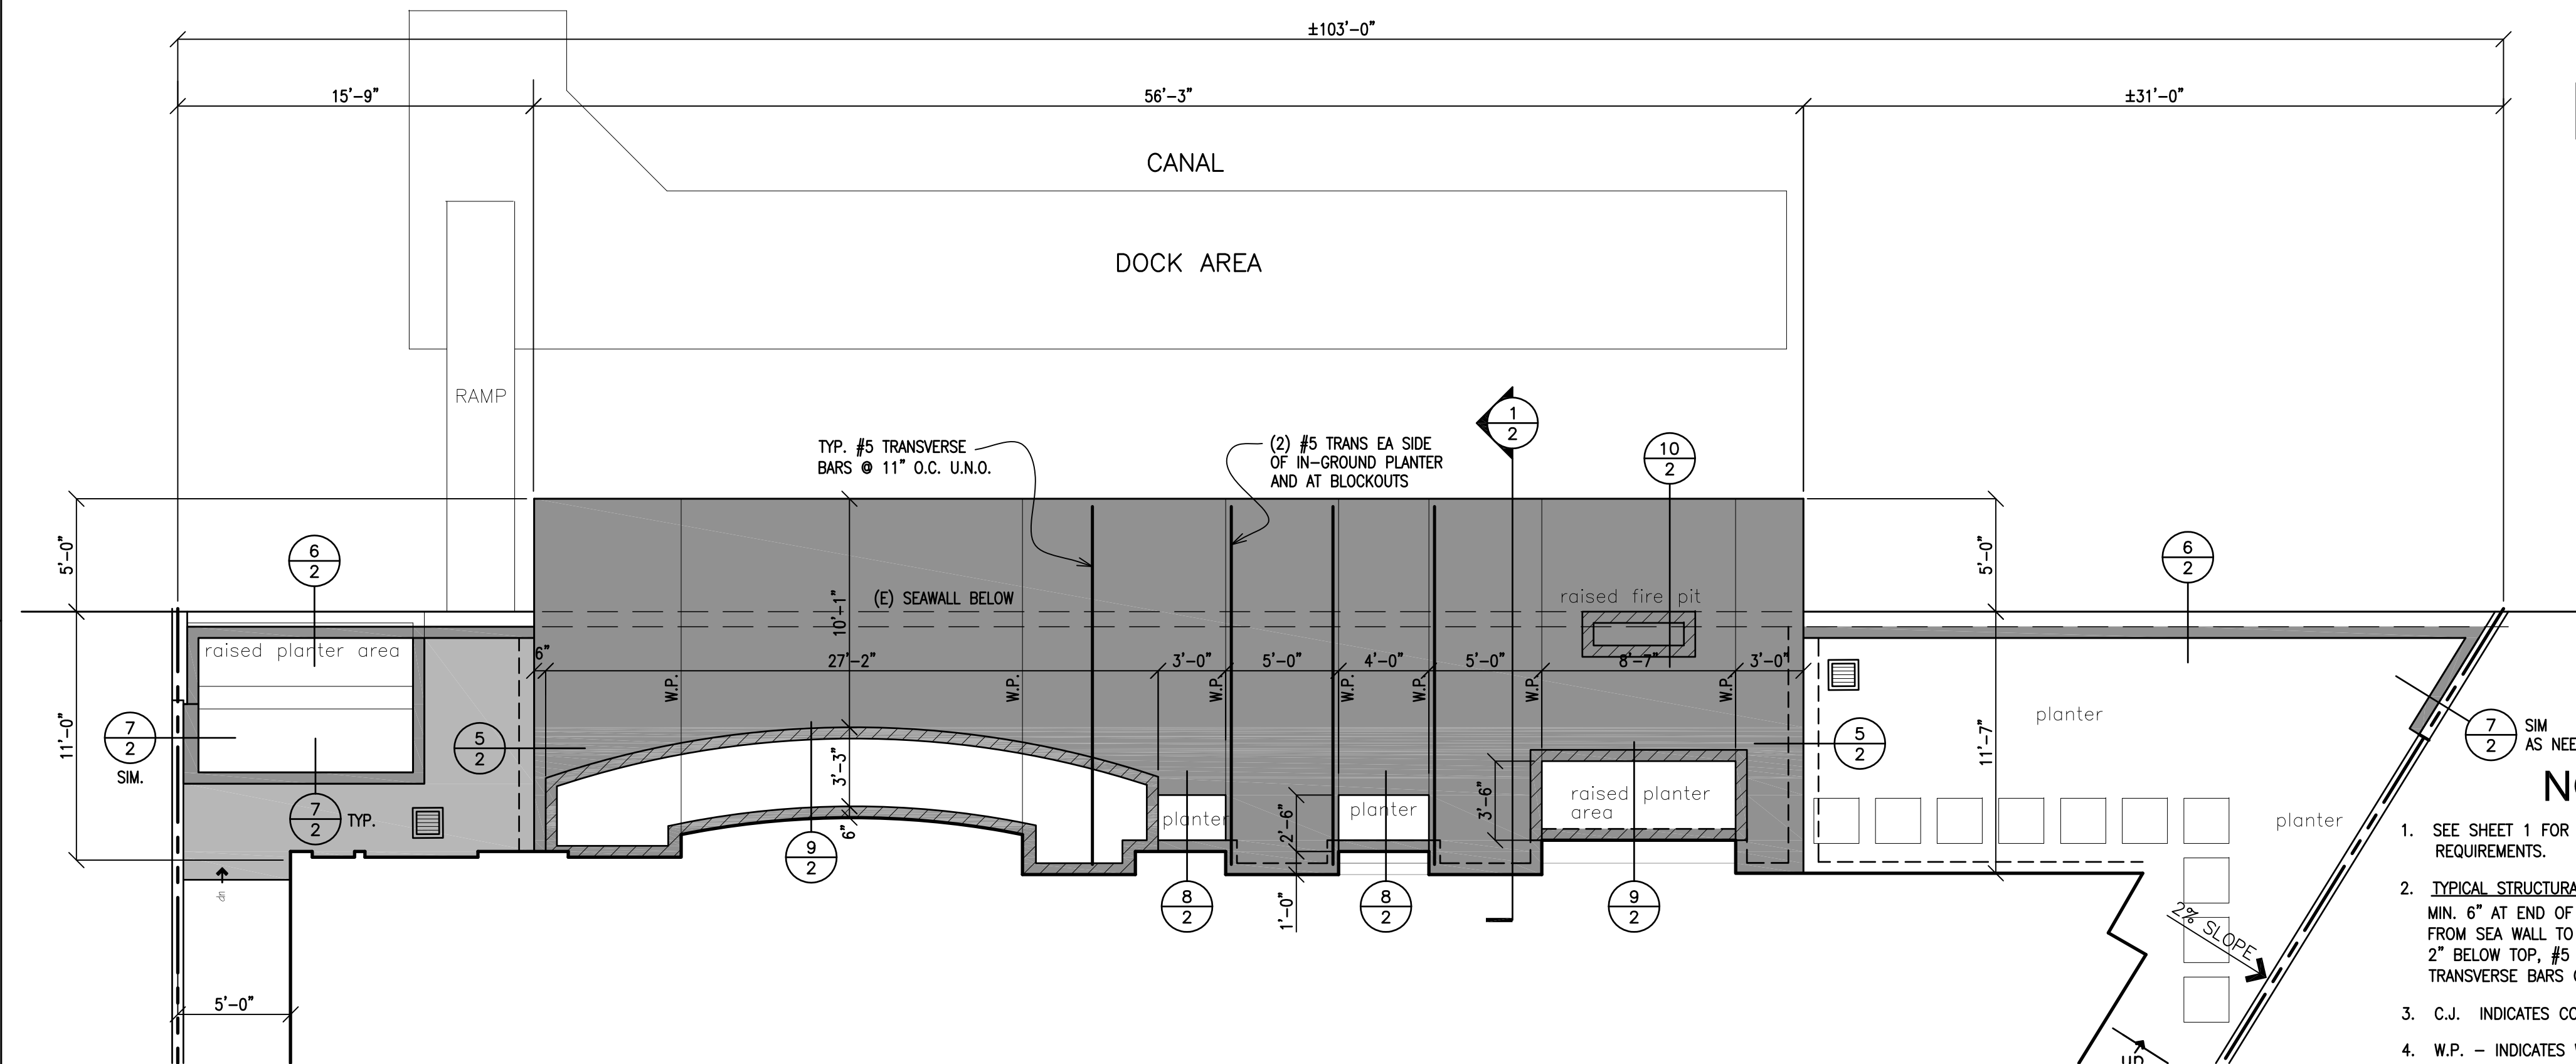 ±103'-0"
15'-9"
56'-3"
±31'-0"
CANAL
DOCK AREA
RAMP
TYP. #5 TRANSVERSE
BARS @ 11" O.C. U.N.O.
(2) #5 TRANS EA SIDE
OF IN-GROUND PLANTER
AND AT BLOCKOUTS
1
2
10
2
5'-0"
6
2
10'-1"
(E) SEAWALL BELOW
raised fire pit
5'-0"
6
2
raised planter area
6"
27'-2"
3'-0"
5'-0"
4'-0"
5'-0"
8'-7"
3'-0"
W.P.
W.P.
W.P.
W.P.
W.P.
W.P.
W.P.
planter
11'-0"
7
2
SIM.
5
2
3'-3"
5
2
11'-7"
7
2
SIM
AS NEE
7
2
TYP.
6"
planter
2'-6"
planter
3'-6"
raised planter
area
planter
9
2
8
2
1'-0"
8
2
9
2
dn
5'-0"
2% SLOPE
UP
NO
1. SEE SHEET 1 FOR
REQUIREMENTS.
2. TYPICAL STRUCTURA
MIN. 6" AT END OF
FROM SEA WALL TO
2" BELOW TOP, #5
TRANSVERSE BARS
3. C.J. INDICATES CO
4. W.P. – INDICATES